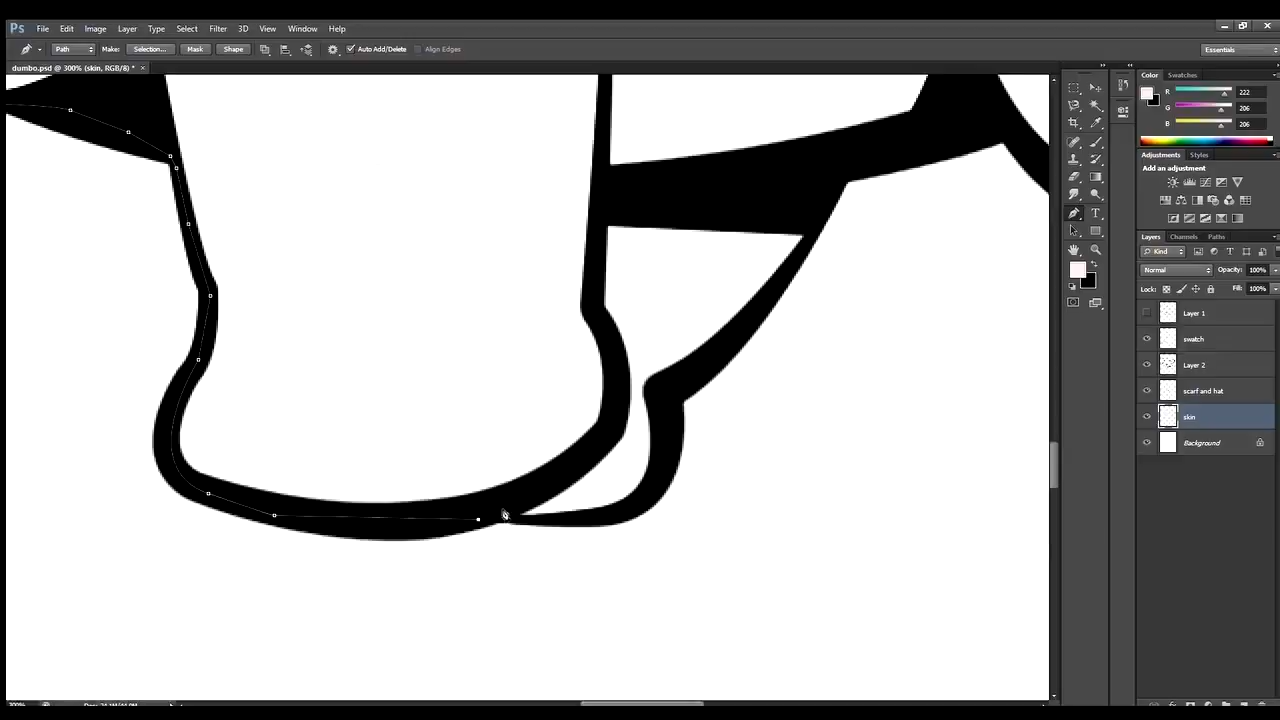 Ps File Edit Image Layer Type Select Filter 3D View Window Help
Path Make: Selection... Mask Shape Auto Add/Delete Align Edges Essentials
dumbo.psd @ 300% (skin, RGB/8) *
Color Swatches
R 222
G 206
B 206
Adjustments Styles
Add an adjustment
Layers Channels Paths
Kind
Normal Opacity: 100%
Lock: Fill: 100%
Layer 1
swatch
Layer 2
scarf and hat
skin
Background